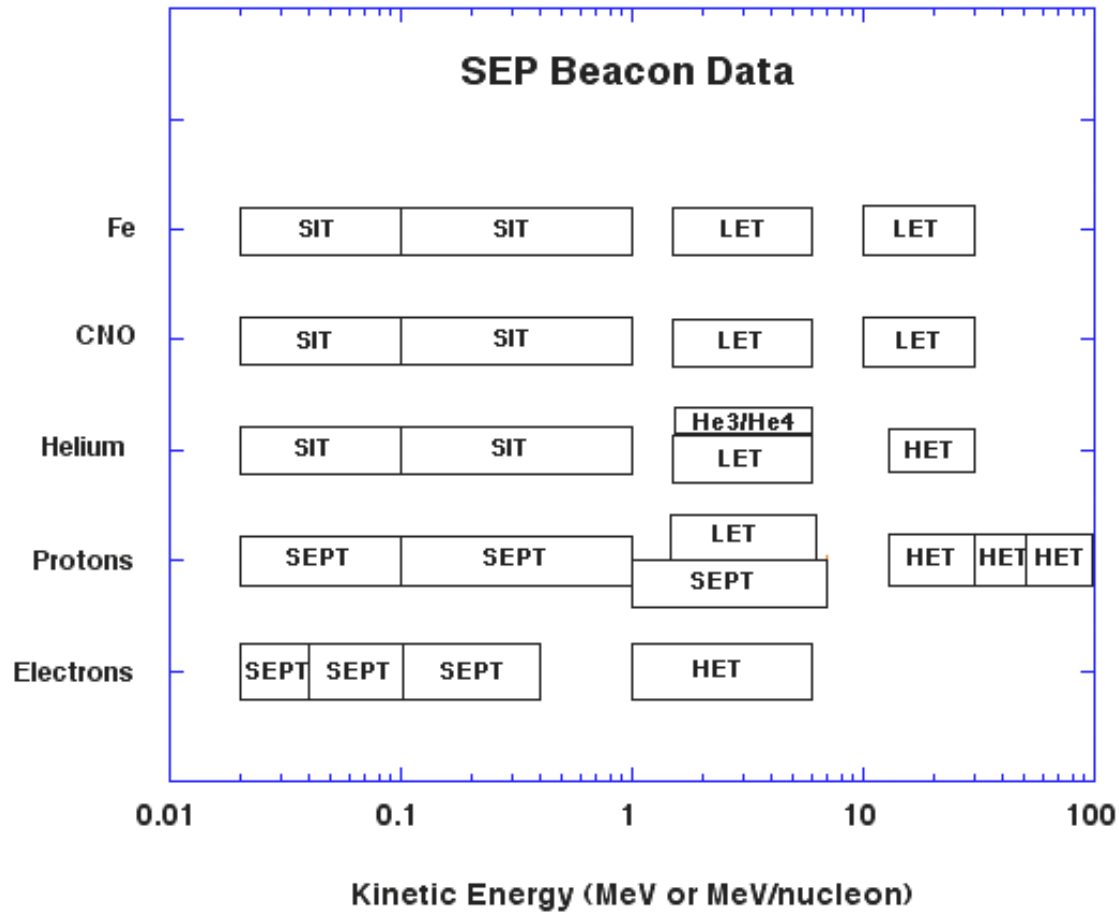 SEP Beacon Data
Fe SIT SIT LET LET
CNO SIT SIT LET LET
He3/He4
Helium SIT SIT LET HET
LET
Protons SEPT SEPT HET HET HET
SEPT
Electrons SEPT SEPT SEPT HET
0.01 0.1 1 10 100
Kinetic Energy (MeV or MeV/nucleon)